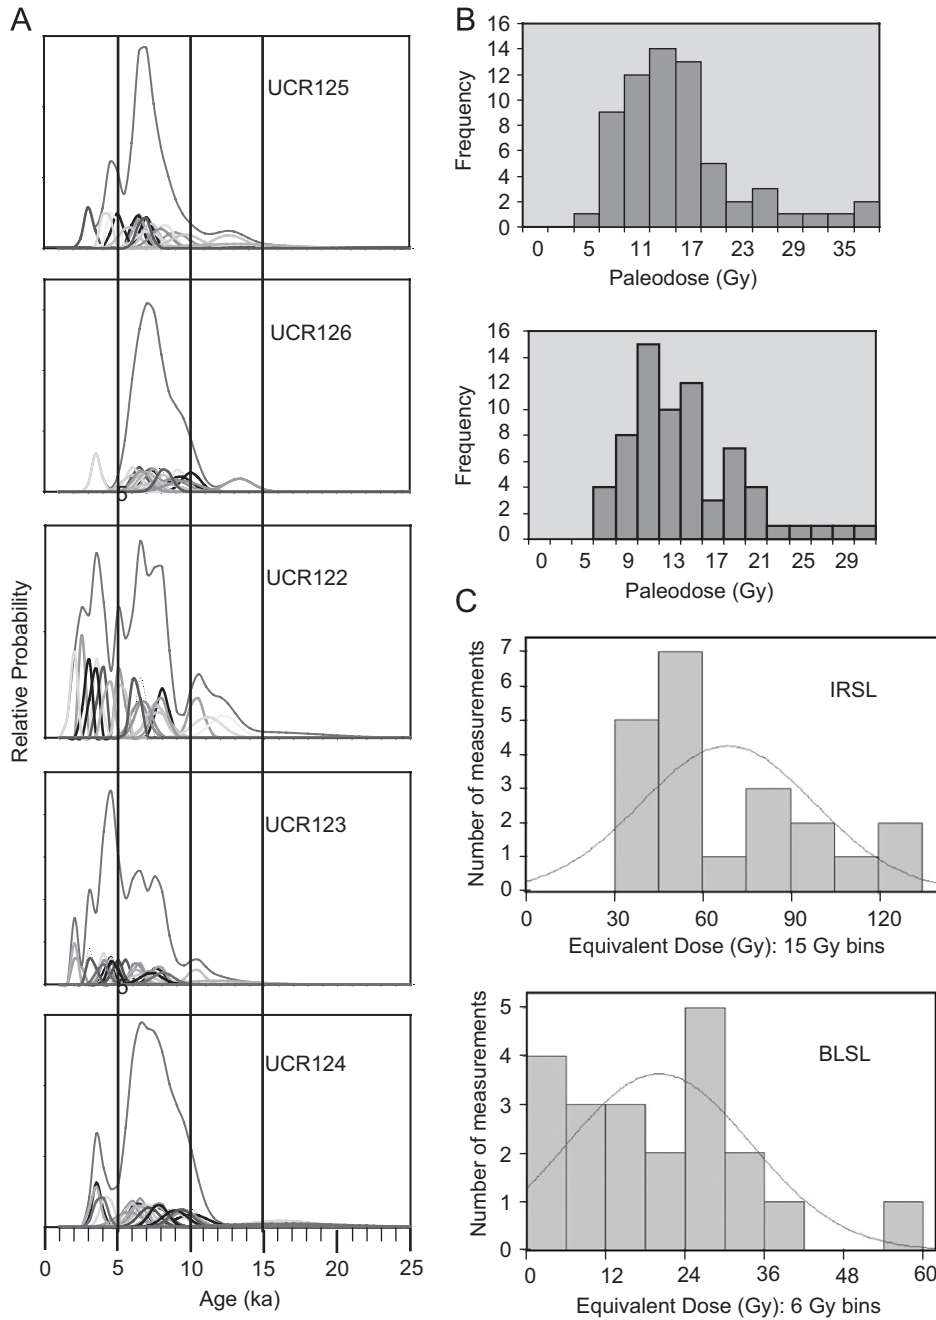 A
UCR125
UCR126
UCR122
UCR123
UCR124
Relative Probability
0 5 10 15 20 25
Age (ka)
B
16
14
12
10
8
6
4
2
0
Frequency
0 5 11 17 23 29 35
Paleodose (Gy)
16
14
12
10
8
6
4
2
0
Frequency
0 5 9 13 17 21 29
Paleodose (Gy)
C
7
6
5
4
3
2
1
0
Number of measurements
IRSL
0 30 60 90 120
Equivalent Dose (Gy): 15 Gy bins
5
4
3
2
1
0
Number of measurements
BLSL
0 12 24 36 48 60
Equivalent Dose (Gy): 6 Gy bins